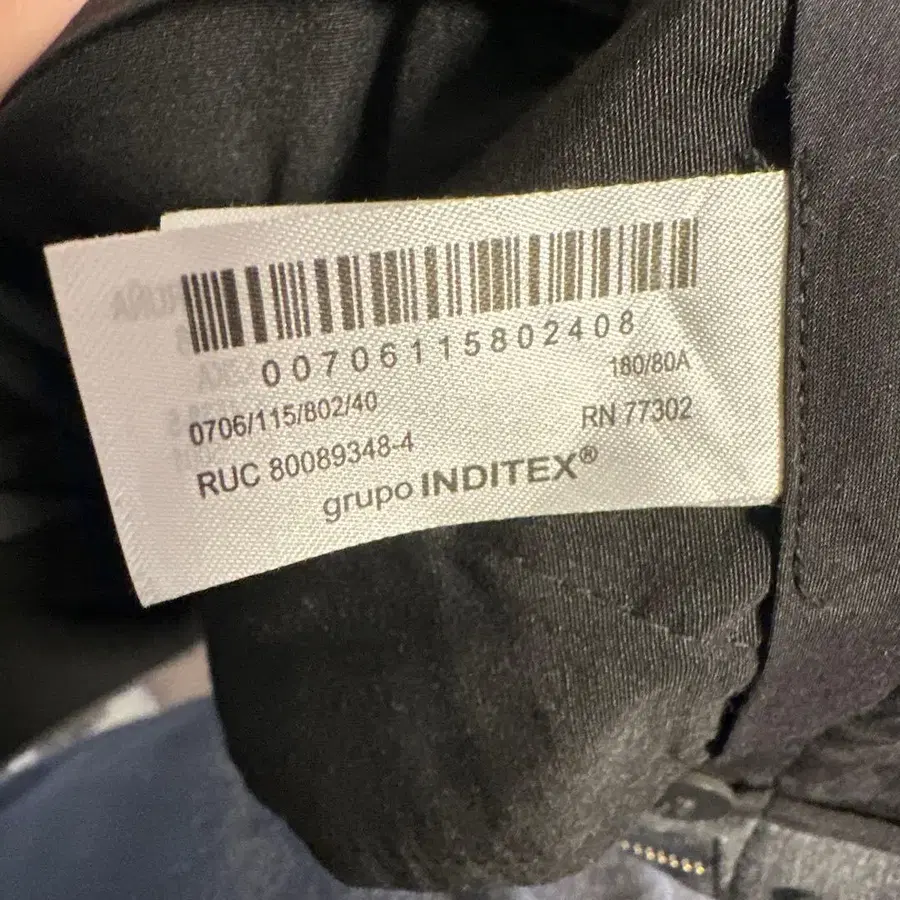 00706115802408
0706/115/802/40 180/80A
RUC 80089348-4 RN 77302
grupo INDITEX®